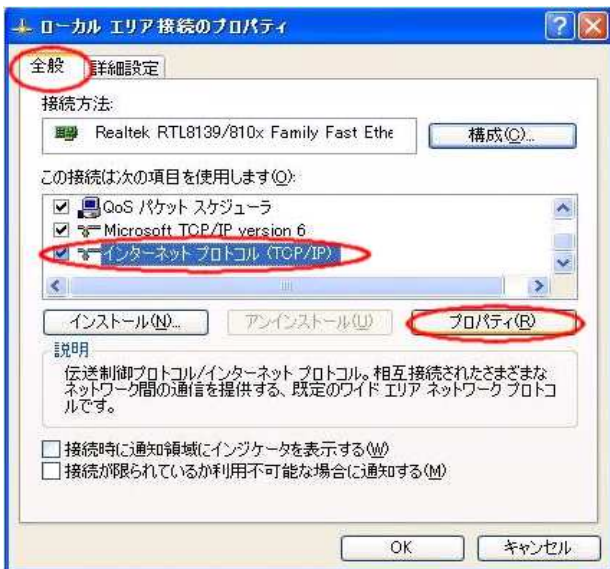 ローカル エリア接続のプロパティ
全般
詳細設定
接続方法:
Realtek RTL8139/810x Family Fast Ethe
構成(C)...
この接続は次の項目を使用します(O):
QoS パケット スケジューラ
Microsoft TCP/IP version 6
インターネット プロトコル (TCP/IP)
インストール(N)...
アンインストール(U)
プロパティ(R)
説明
伝送制御プロトコル/インターネット プロトコル。相互接続されたさまざまな
ネットワーク間の通信を提供する、既定のワイド エリア ネットワーク プロトコ
ルです。
接続時に通知領域にインジケータを表示する(W)
接続が限られているか利用不可能な場合に通知する(M)
OK
キャンセル